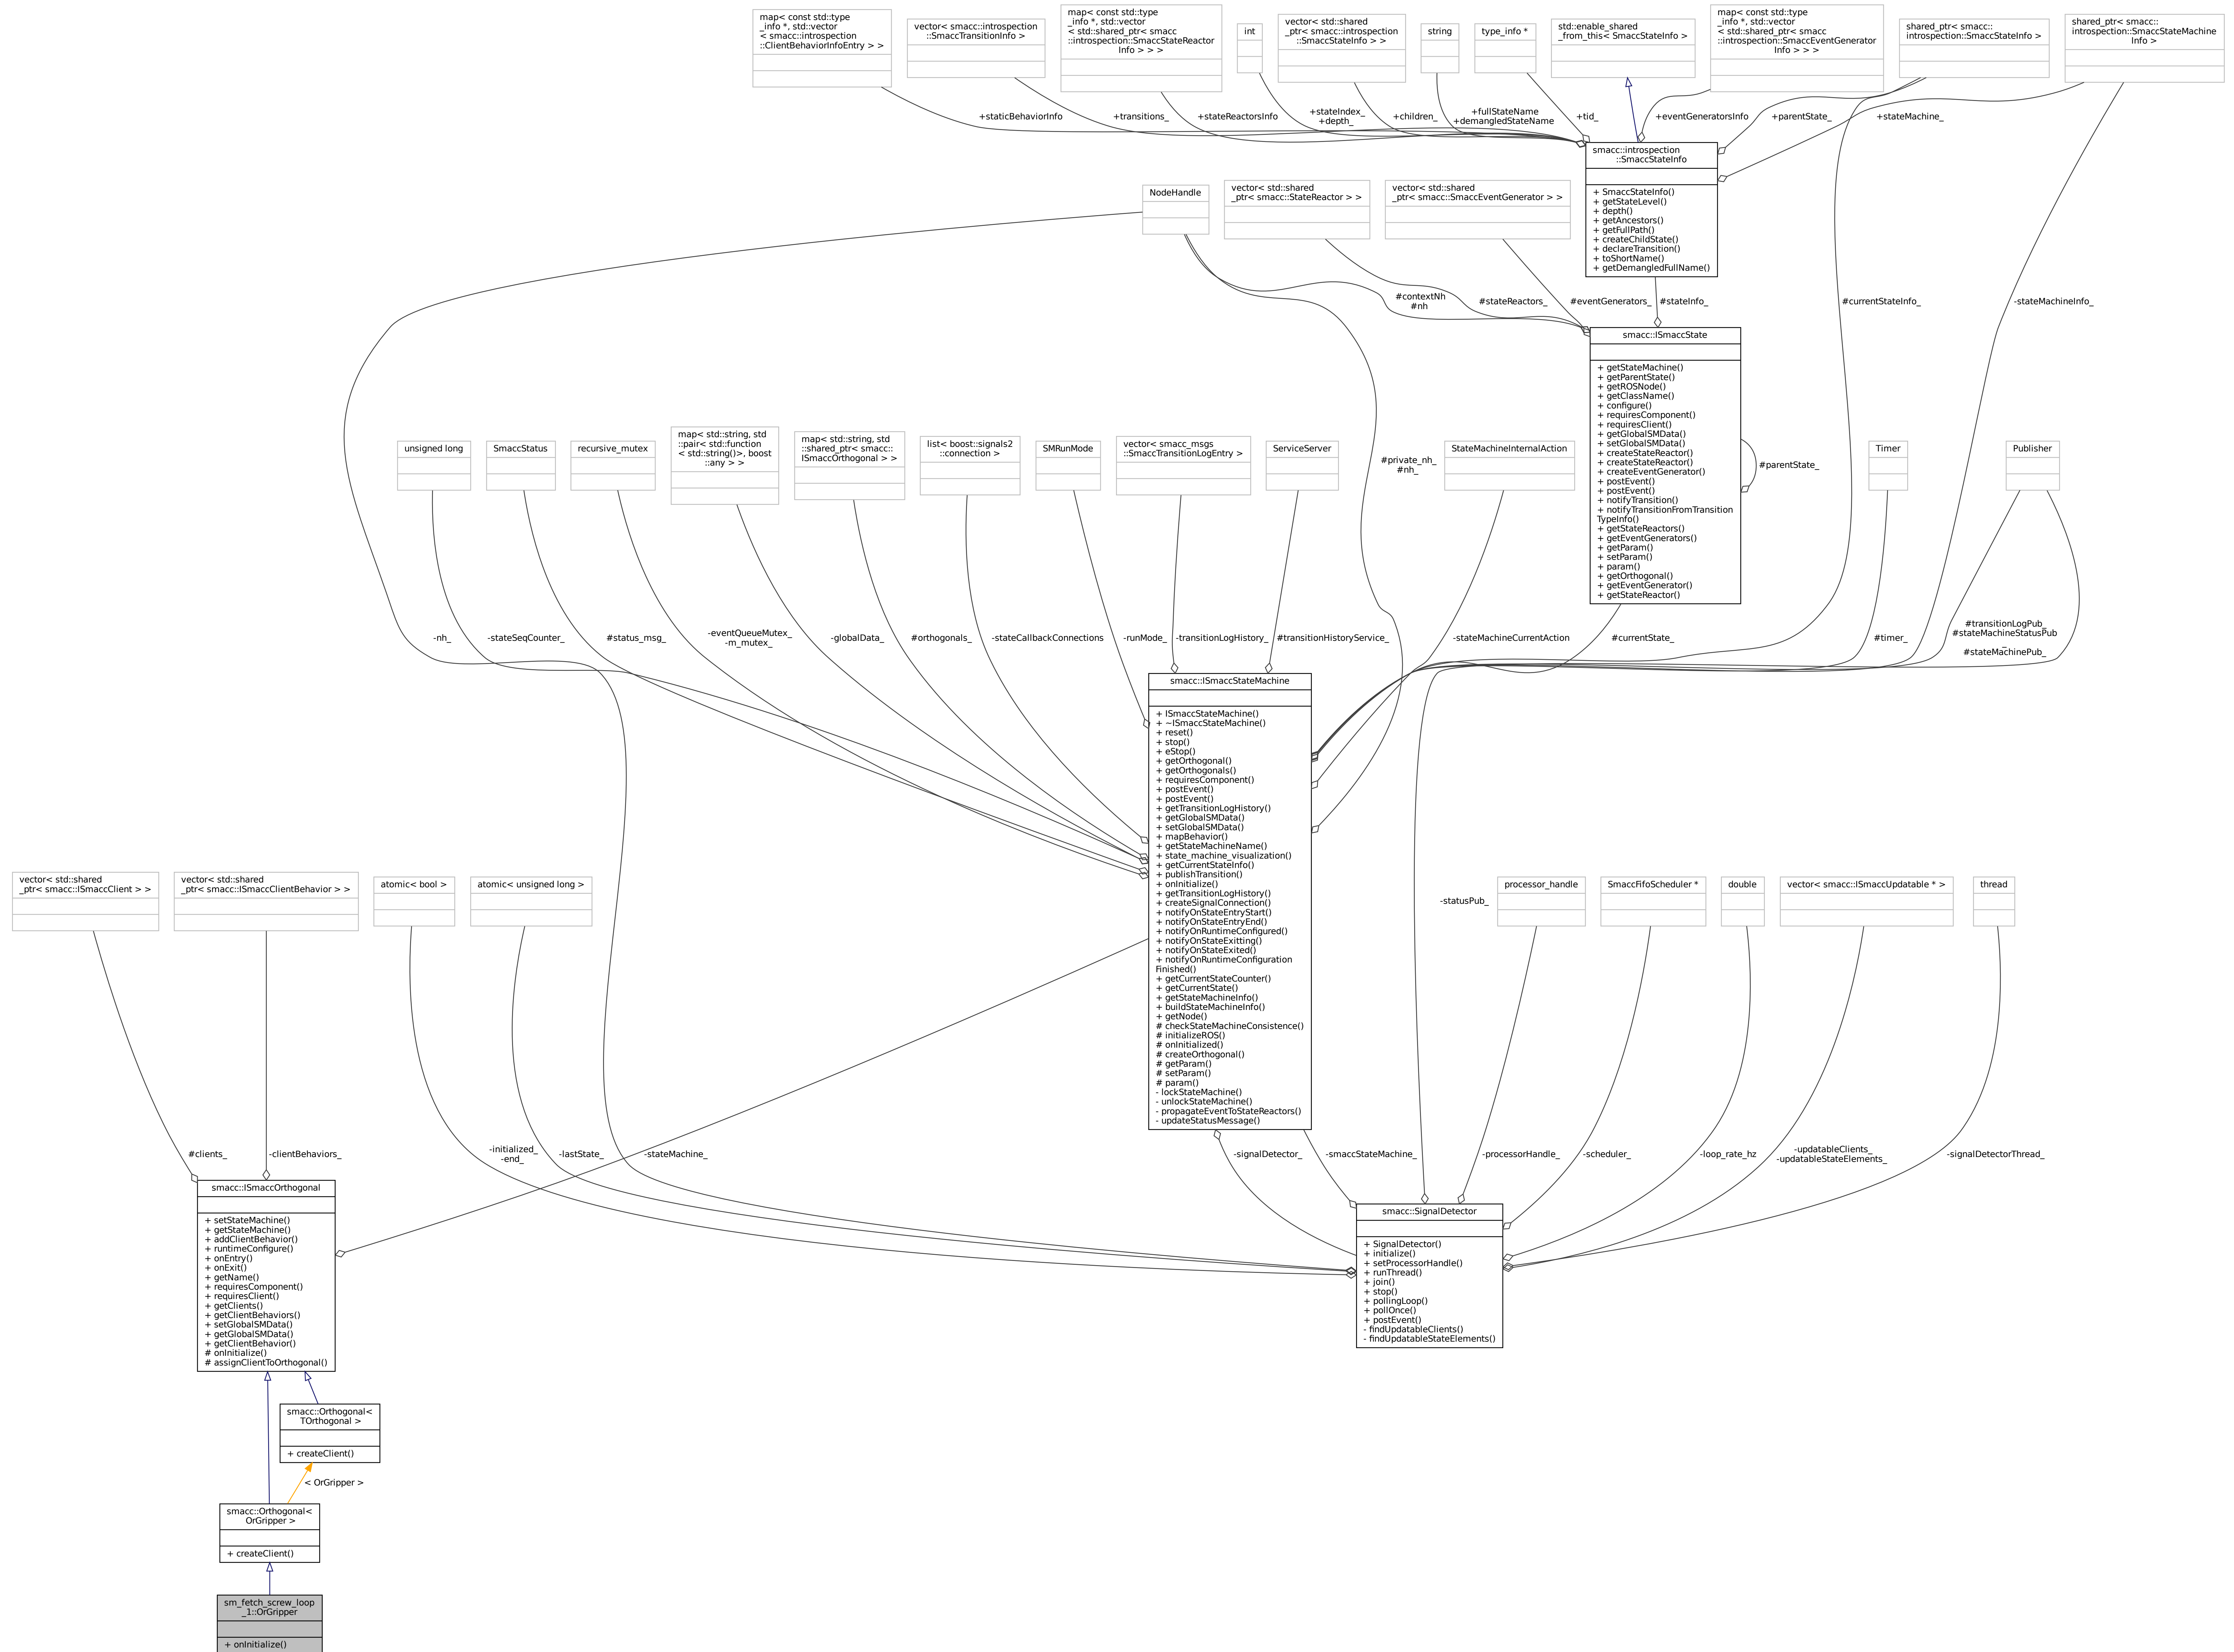 map< const std::type
_info *, std::vector
< smacc::introspection
::ClientBehaviorInfoEntry > >
vector< smacc::introspection
::SmaccTransitionInfo >
map< const std::type
_info *, std::vector
< std::shared_ptr< smacc
::introspection::SmaccStateReactor
Info > > >
int
vector< std::shared
_ptr< smacc::introspection
::SmaccStateInfo > >
string
type_info *
std::enable_shared
_from_this< SmaccStateInfo >
map< const std::type
_info *, std::vector
< std::shared_ptr< smacc
::introspection::SmaccEventGenerator
Info > > >
shared_ptr< smacc::
introspection::SmaccStateInfo >
shared_ptr< smacc::
introspection::SmaccStateMachine
Info >
+staticBehaviorInfo
+transitions_
+stateReactorsInfo
+stateIndex_
+depth_
+children_
+fullStateName
+demangledStateName
+tid_
+eventGeneratorsInfo
+parentState_
+stateMachine_
smacc::introspection
::SmaccStateInfo
+ SmaccStateInfo()
+ getStateLevel()
+ depth()
+ getAncestors()
+ getFullPath()
+ createChildState()
+ declareTransition()
+ toShortName()
+ getDemangledFullName()
NodeHandle
vector< std::shared
_ptr< smacc::StateReactor > >
vector< std::shared
_ptr< smacc::SmaccEventGenerator > >
#contextNh
#nh
#stateReactors_
#eventGenerators_
#stateInfo_
#currentStateInfo_
-stateMachineInfo_
smacc::ISmaccState
+ getStateMachine()
+ getParentState()
+ getROSNode()
+ getClassName()
+ configure()
+ requiresComponent()
+ requiresClient()
+ getGlobalSMData()
+ setGlobalSMData()
+ createStateReactor()
+ createStateReactor()
+ createEventGenerator()
+ postEvent()
+ postEvent()
+ notifyTransition()
+ notifyTransitionFromTransition
TypeInfo()
+ getStateReactors()
+ getEventGenerators()
+ getParam()
+ setParam()
+ param()
+ getOrthogonal()
+ getEventGenerator()
+ getStateReactor()
#parentState_
unsigned long
SmaccStatus
recursive_mutex
map< std::string, std
::pair< std::function
< std::string()>, boost
::any > >
map< std::string, std
::shared_ptr< smacc::
ISmaccOrthogonal > >
list< boost::signals2
::connection >
SMRunMode
vector< smacc_msgs
::SmaccTransitionLogEntry >
ServiceServer
#private_nh_
#nh_
StateMachineInternalAction
Timer
Publisher
-nh_
-stateSeqCounter_
#status_msg_
-eventQueueMutex_
-m_mutex_
-globalData_
#orthogonals_
-stateCallbackConnections
-runMode_
-transitionLogHistory_
#transitionHistoryService_
-stateMachineCurrentAction
#currentState_
#timer_
#transitionLogPub_
#stateMachineStatusPub
_
#stateMachinePub_
smacc::ISmaccStateMachine
+ ISmaccStateMachine()
+ ~ISmaccStateMachine()
+ reset()
+ stop()
+ eStop()
+ getOrthogonal()
+ getOrthogonals()
+ requiresComponent()
+ postEvent()
+ postEvent()
+ getTransitionLogHistory()
+ getGlobalSMData()
+ setGlobalSMData()
+ mapBehavior()
+ getStateMachineName()
+ state_machine_visualization()
+ getCurrentStateInfo()
+ publishTransition()
+ onInitialize()
+ getTransitionLogHistory()
+ createSignalConnection()
+ notifyOnStateEntryStart()
+ notifyOnStateEntryEnd()
+ notifyOnRuntimeConfigured()
+ notifyOnStateExitting()
+ notifyOnStateExited()
+ notifyOnRuntimeConfiguration
Finished()
+ getCurrentStateCounter()
+ getCurrentState()
+ getStateMachineInfo()
+ buildStateMachineInfo()
+ getNode()
# checkStateMachineConsistence()
# initializeROS()
# onInitialized()
# createOrthogonal()
# getParam()
# setParam()
# param()
- lockStateMachine()
- unlockStateMachine()
- propagateEventToStateReactors()
- updateStatusMessage()
vector< std::shared
_ptr< smacc::ISmaccClient > >
vector< std::shared
_ptr< smacc::ISmaccClientBehavior > >
atomic< bool >
atomic< unsigned long >
-statusPub_
processor_handle
SmaccFifoScheduler *
double
vector< smacc::ISmaccUpdatable * >
thread
#clients_
-clientBehaviors_
-initialized_
-end_
-lastState_
-stateMachine_
-signalDetector_
-smaccStateMachine_
-processorHandle_
-scheduler_
-loop_rate_hz
-updatableClients_
-updatableStateElements_
-signalDetectorThread_
smacc::ISmaccOrthogonal
+ setStateMachine()
+ getStateMachine()
+ addClientBehavior()
+ runtimeConfigure()
+ onEntry()
+ onExit()
+ getName()
+ requiresComponent()
+ requiresClient()
+ getClients()
+ getClientBehaviors()
+ setGlobalSMData()
+ getGlobalSMData()
+ getClientBehavior()
# onInitialize()
# assignClientToOrthogonal()
smacc::SignalDetector
+ SignalDetector()
+ initialize()
+ setProcessorHandle()
+ runThread()
+ join()
+ stop()
+ pollingLoop()
+ pollOnce()
+ postEvent()
- findUpdatableClients()
- findUpdatableStateElements()
smacc::Orthogonal<
TOrthogonal >
+ createClient()
< OrGripper >
smacc::Orthogonal<
OrGripper >
+ createClient()
sm_fetch_screw_loop
_1::OrGripper
+ onInitialize()